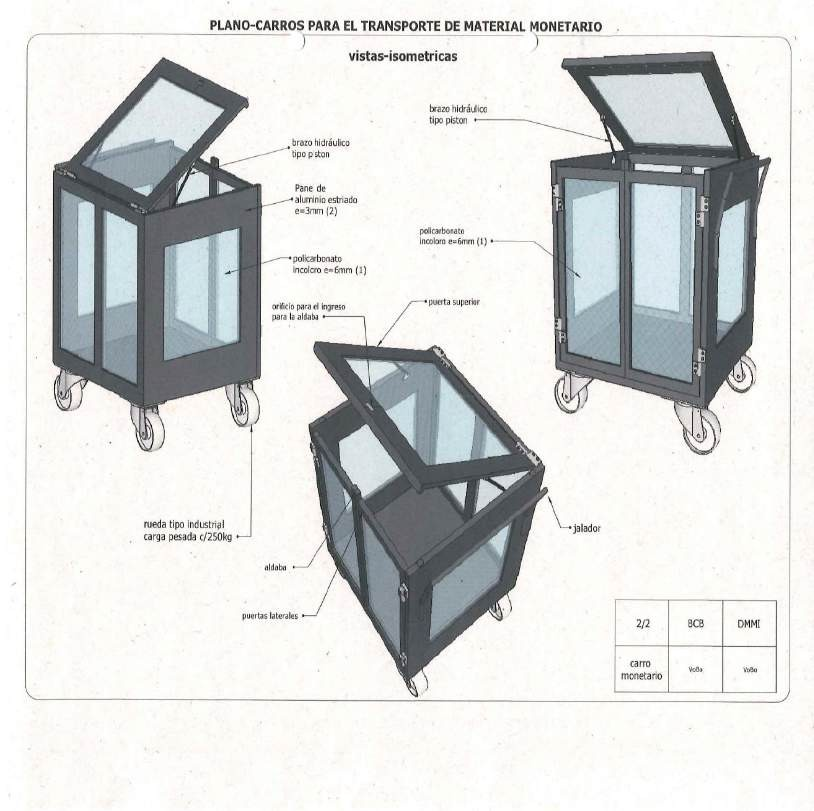 PLANO-CARROS PARA EL TRANSPORTE DE MATERIAL MONETARIO
vistas-isometricas
brazo hidráulico
tipo piston
brazo hidráulico
tipo piston
Pane de
aluminio estriado
e=3mm (2)
policarbonato
incoloro e=6mm (1)
policarbonato
incoloro e=6mm (1)
orificio para el ingreso
para la aldaba
puerta superior
rueda tipo industrial
carga pesada c/250kg
jalador
aldaba
puertas laterales
2/2 BCB DMMI
carro
monetario VoBo VoBo